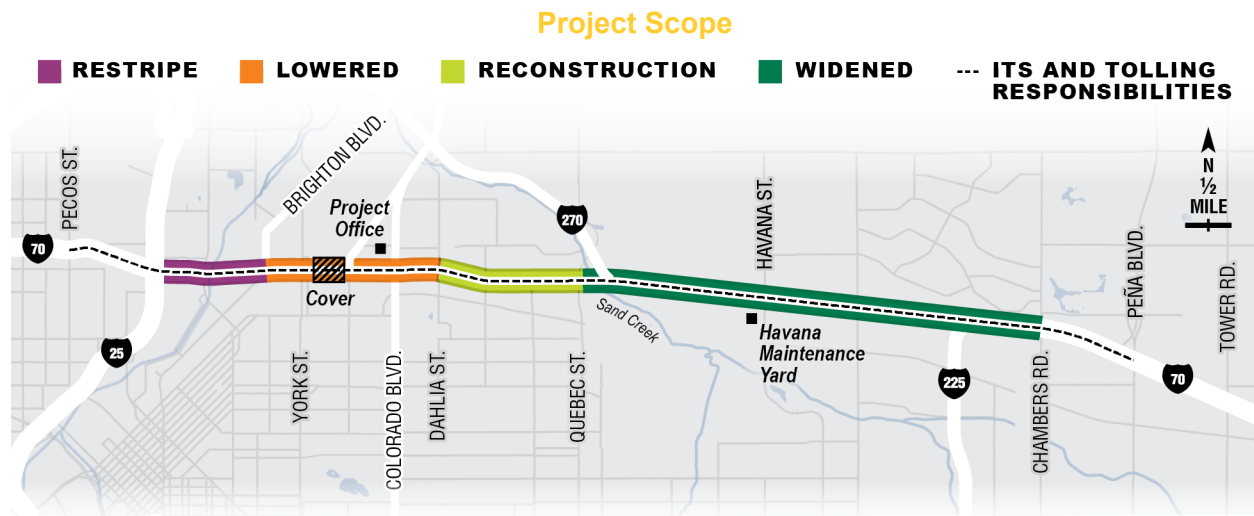 Project Scope
RESTRIPE
LOWERED
RECONSTRUCTION
WIDENED
ITS AND TOLLING
RESPONSIBILITIES
PECOS ST.
BRIGHTON BLVD.
Project
Office
270
HAVANA ST.
N
½
MILE
70
Cover
Sand Creek
PEÑA BLVD.
TOWER RD.
25
YORK ST.
COLORADO BLVD.
DAHLIA ST.
QUEBEC ST.
Havana
Maintenance
Yard
225
CHAMBERS RD.
70